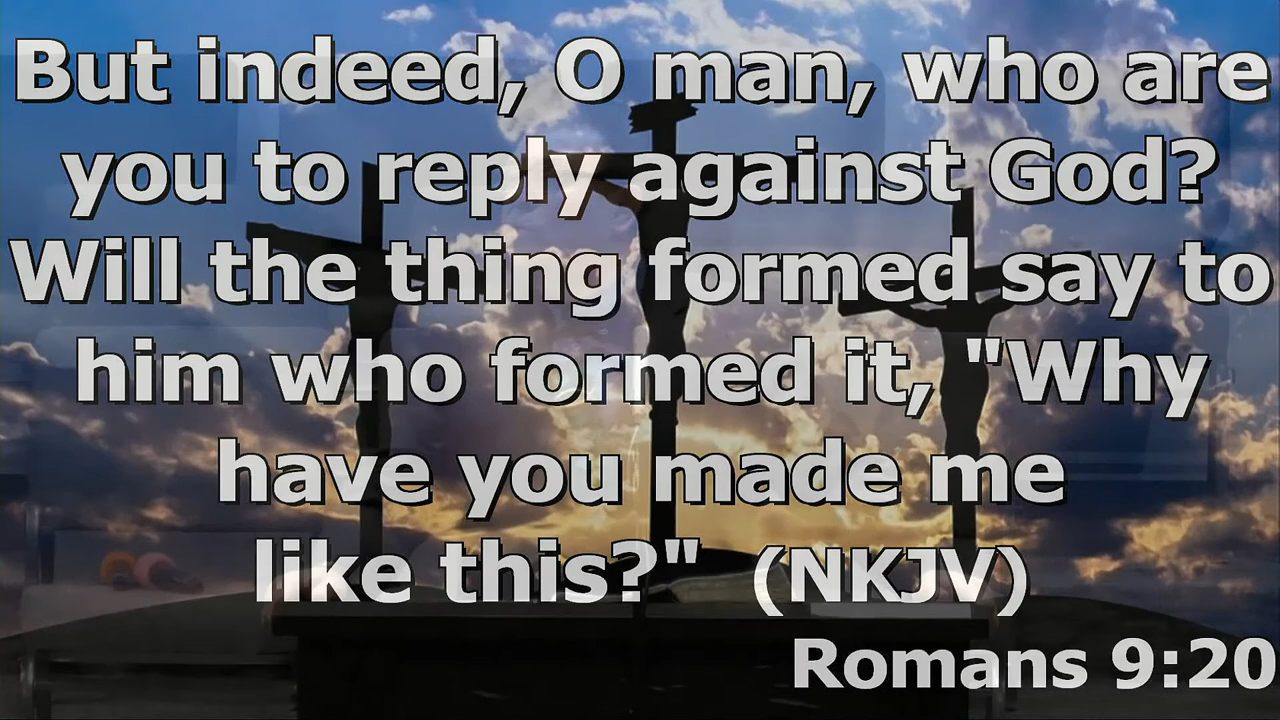 But indeed, O man, who are
you to reply against God?
Will the thing formed say to
him who formed it, "Why
have you made me
like this?" (NKJV)
Romans 9:20